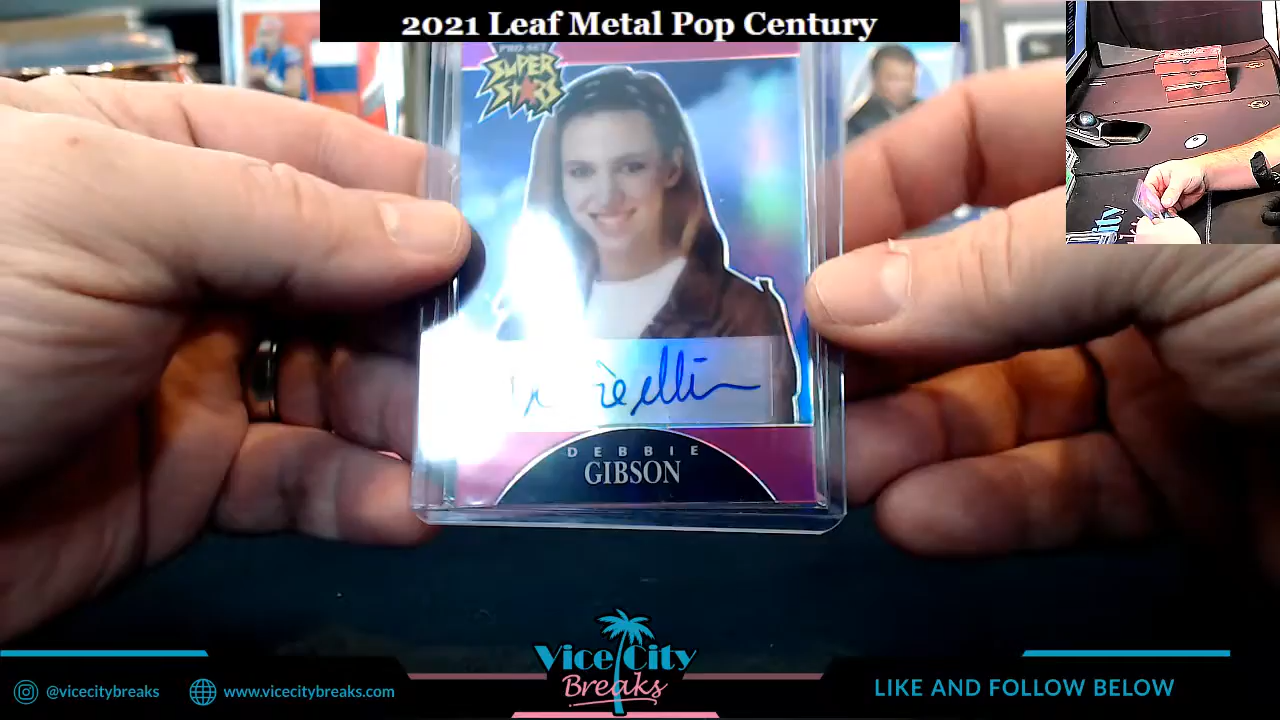 2021 Leaf Metal Pop Century
PRO SET
SUPER
STARS
DEBBIE
GIBSON
Vice City
Breaks
@vicecitybreaks
www.vicecitybreaks.com
LIKE AND FOLLOW BELOW